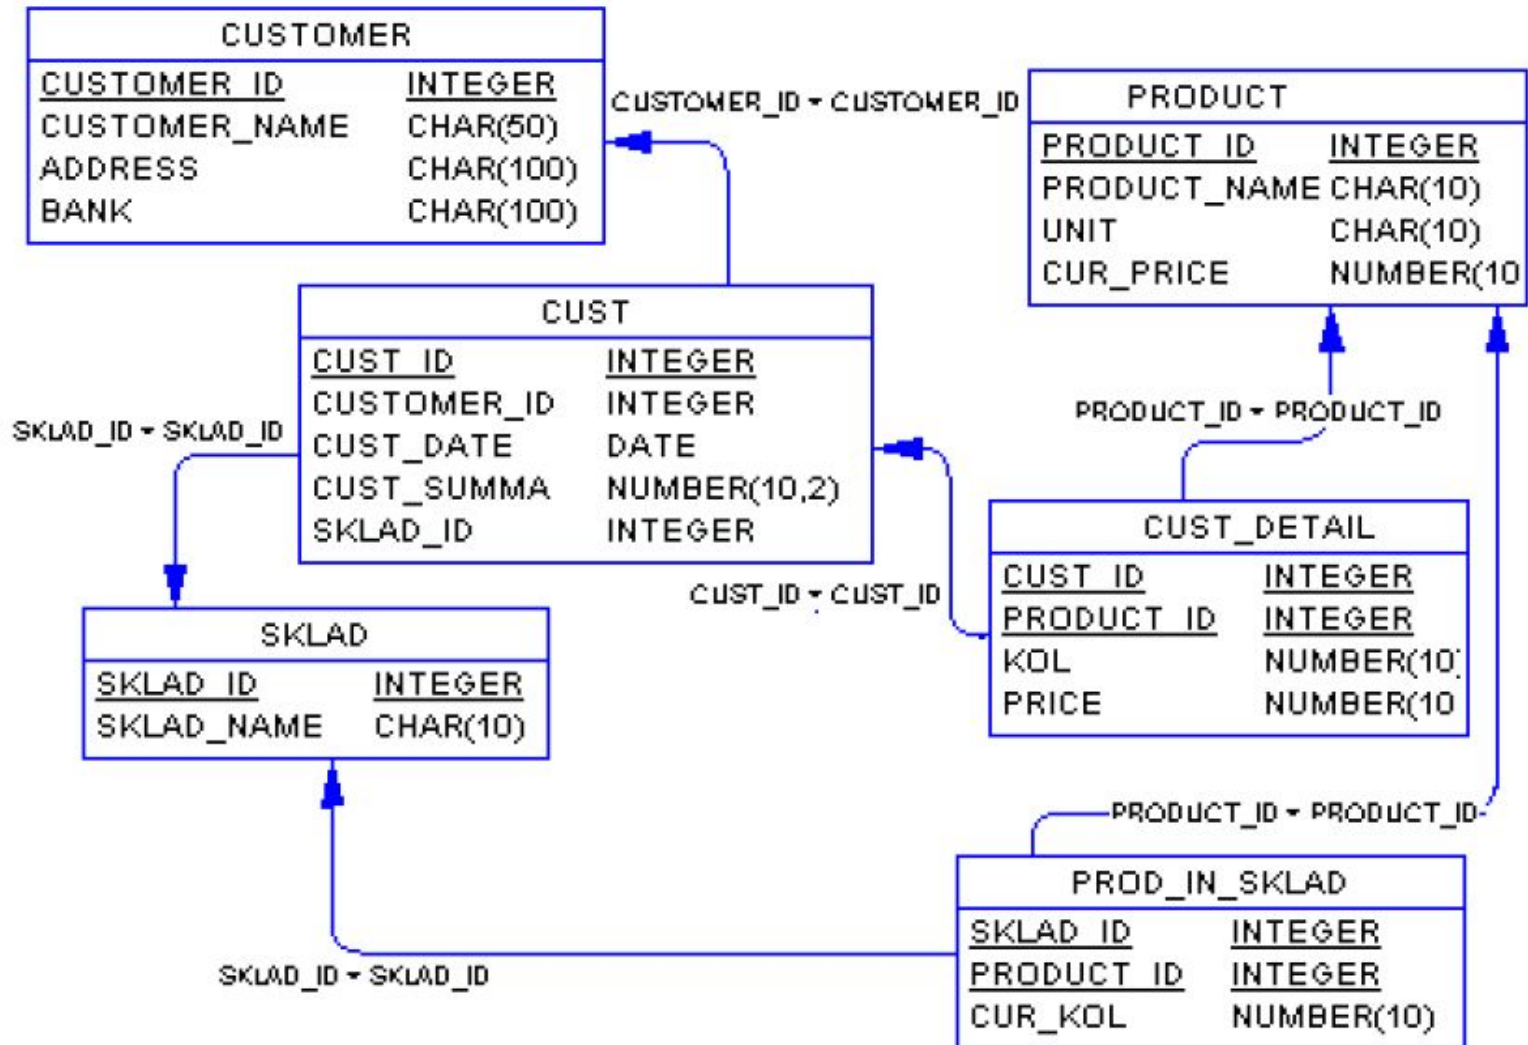 CUSTOMER
CUSTOMER_ID INTEGER
CUSTOMER_NAME CHAR(50)
ADDRESS CHAR(100)
BANK CHAR(100)
CUSTOMER_ID = CUSTOMER_ID
PRODUCT
PRODUCT_ID INTEGER
PRODUCT_NAME CHAR(10)
UNIT CHAR(10)
CUR_PRICE NUMBER(10
CUST
CUST_ID INTEGER
CUSTOMER_ID INTEGER
CUST_DATE DATE
CUST_SUMMA NUMBER(10,2)
SKLAD_ID INTEGER
SKLAD_ID = SKLAD_ID
PRODUCT_ID = PRODUCT_ID
CUST_DETAIL
CUST_ID INTEGER
PRODUCT_ID INTEGER
KOL NUMBER(10)
PRICE NUMBER(10
CUST_ID = CUST_ID
SKLAD
SKLAD_ID INTEGER
SKLAD_NAME CHAR(10)
PRODUCT_ID = PRODUCT_ID
PROD_IN_SKLAD
SKLAD_ID INTEGER
PRODUCT_ID INTEGER
CUR_KOL NUMBER(10)
SKLAD_ID = SKLAD_ID